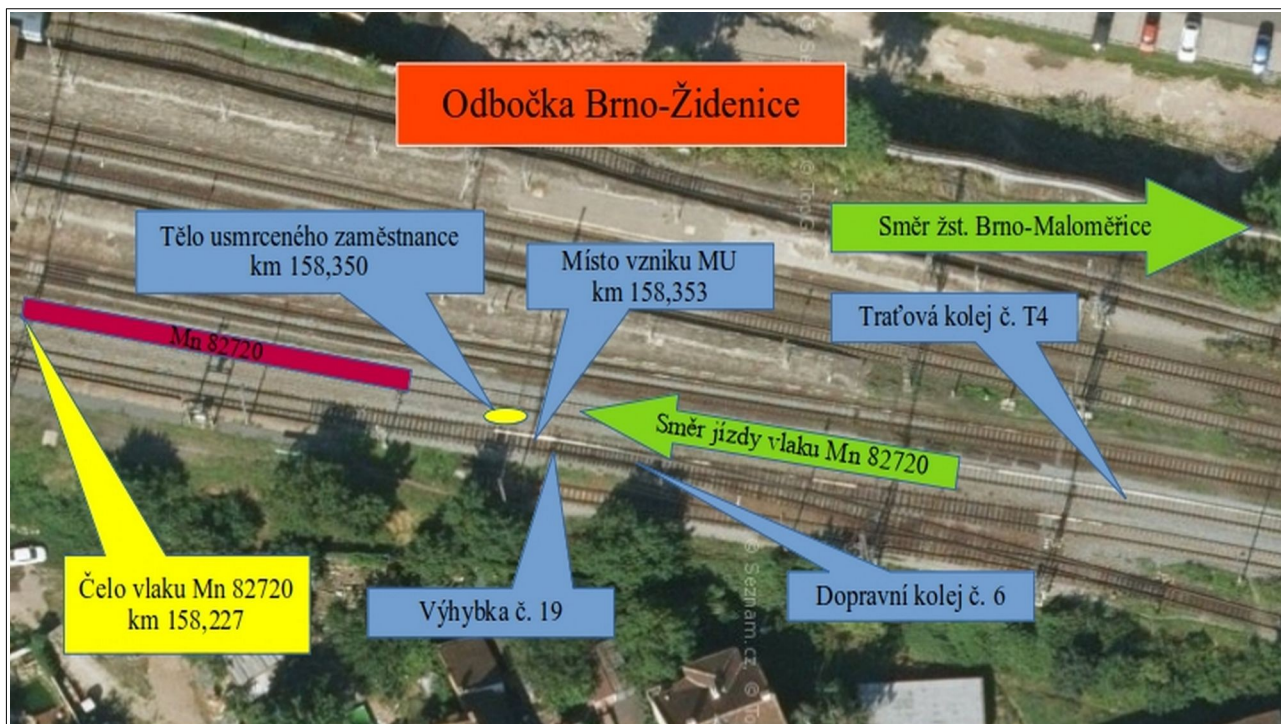 Odbočka Brno-Židenice
Směr žst. Brno-Maloměřice
Tělo usmrceného zaměstnance
km 158,350
Místo vzniku MU
km 158,353
Traťová kolej č. T4
Mn 82720
Směr jízdy vlaku Mn 82720
Čelo vlaku Mn 82720
km 158,227
Výhybka č. 19
Dopravní kolej č. 6
© Seznam.cz,